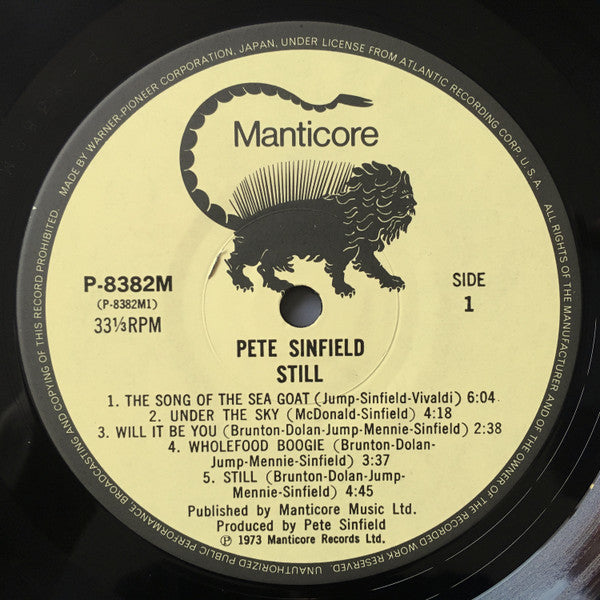 MADE BY WARNER-PIONEER CORPORATION, JAPAN, UNDER LICENSE FROM ATLANTIC RECORDING CORP. U.S.A.
ALL RIGHTS OF THE MANUFACTURER AND OF THE OWNER OF THE RECORDED WORK RESERVED. UNAUTHORIZED PUBLIC PERFORMANCE BROADCASTING AND COPYING OF THIS RECORD PROHIBITED.
Manticore
P-8382M
(P-8382M1)
33⅓RPM
SIDE
1
PETE SINFIELD
STILL
1. THE SONG OF THE SEA GOAT (Jump-Sinfield-Vivaldi) 6:04
2. UNDER THE SKY (McDonald-Sinfield) 4:18
3. WILL IT BE YOU (Brunton-Dolan-Jump-Mennie-Sinfield) 2:38
4. WHOLEFOOD BOOGIE (Brunton-Dolan-
Jump-Mennie-Sinfield) 3:37
5. STILL (Brunton-Dolan-Jump-
Mennie-Sinfield) 4:45
Published by Manticore Music Ltd.
Produced by Pete Sinfield
℗ 1973 Manticore Records Ltd.